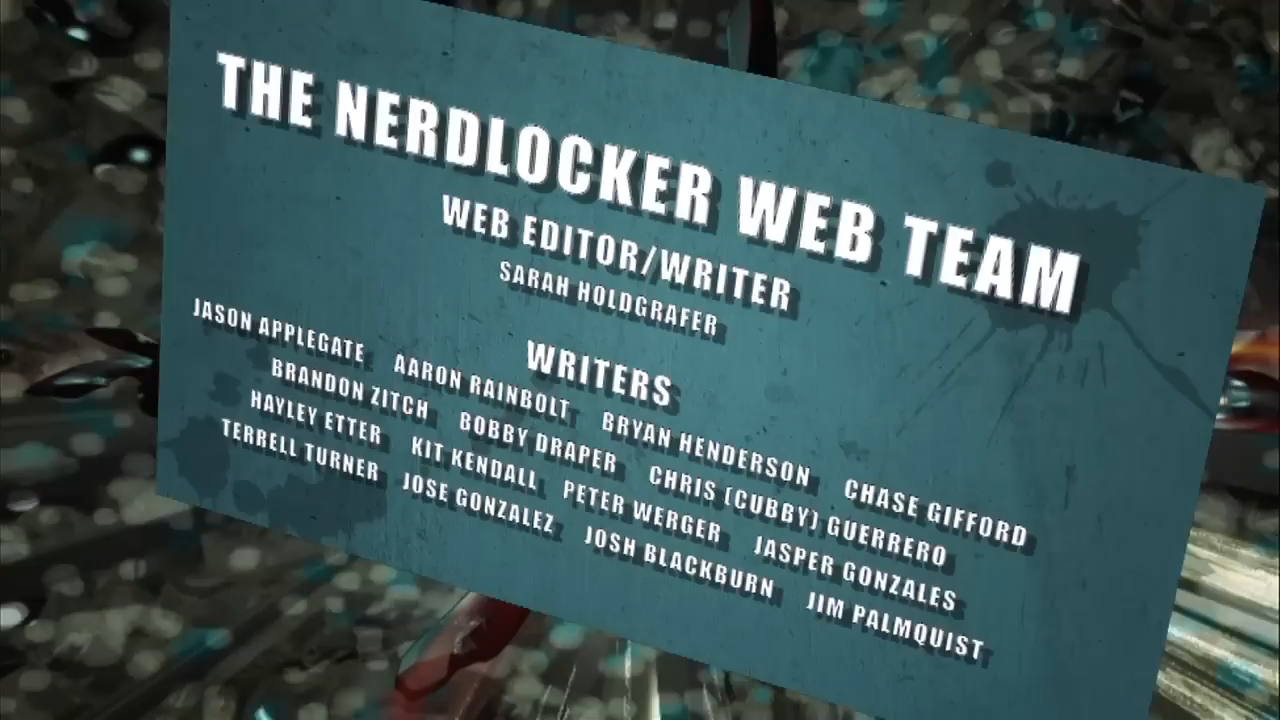 THE NERDLOCKER WEB TEAM
WEB EDITOR/WRITER
SARAH HOLDGRAFER
WRITERS
JASON APPLEGATE AARON RAINBOLT BRYAN HENDERSON CHASE GIFFORD
BRANDON ZITCH BOBBY DRAPER CHRIS (CUBBY) GUERRERO
HAYLEY ETTER KIT KENDALL PETER WERGER JASPER GONZALES
TERRELL TURNER JOSE GONZALEZ JOSH BLACKBURN JIM PALMQUIST